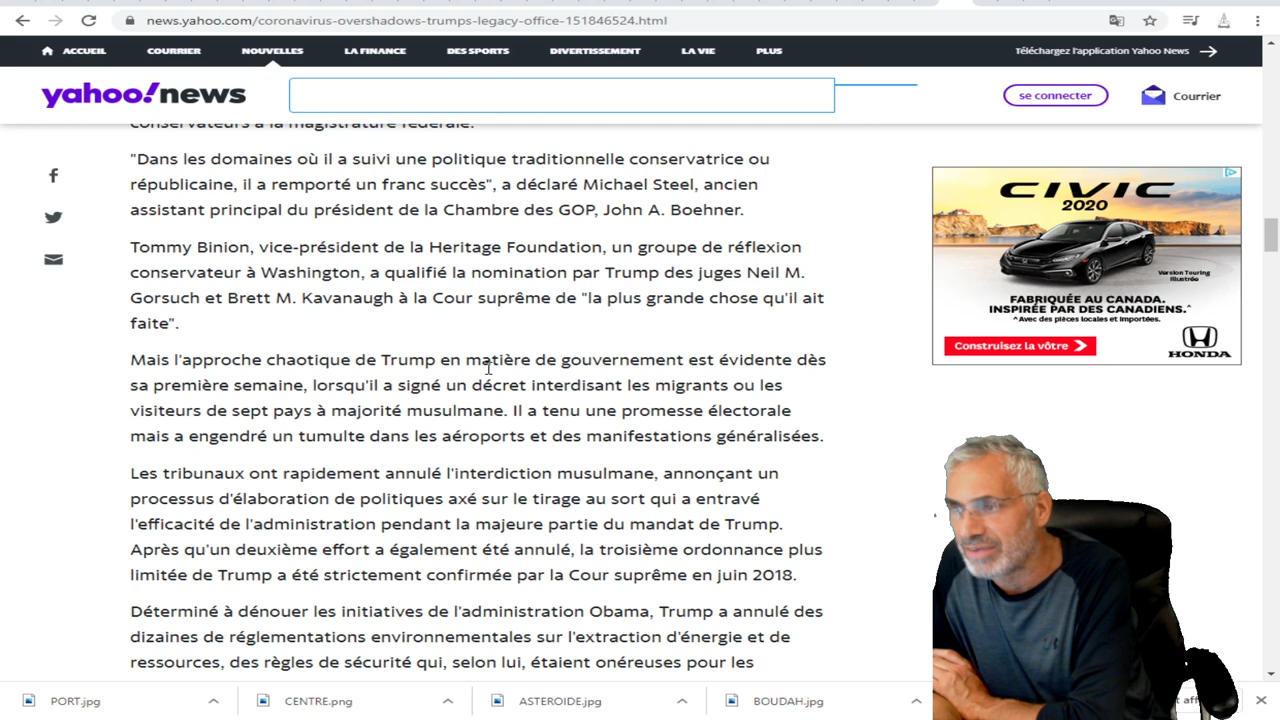 news.yahoo.com/coronavirus-overshadows-trumps-legacy-office-151846524.html
ACCUEIL COURRIER NOUVELLES LA FINANCE DES SPORTS DIVERTISSEMENT LA VIE PLUS Téléchargez l'application Yahoo News
yahoo!news se connecter Courrier
conservateurs à la magistrature fédérale.
"Dans les domaines où il a suivi une politique traditionnelle conservatrice ou
républicaine, il a remporté un franc succès", a déclaré Michael Steel, ancien
assistant principal du président de la Chambre des GOP, John A. Boehner.
Tommy Binion, vice-président de la Heritage Foundation, un groupe de réflexion
conservateur à Washington, a qualifié la nomination par Trump des juges Neil M.
Gorsuch et Brett M. Kavanaugh à la Cour suprême de "la plus grande chose qu'il ait
faite".
Mais l'approche chaotique de Trump en matière de gouvernement est évidente dès
sa première semaine, lorsqu'il a signé un décret interdisant les migrants ou les
visiteurs de sept pays à majorité musulmane. Il a tenu une promesse électorale
mais a engendré un tumulte dans les aéroports et des manifestations généralisées.
Les tribunaux ont rapidement annulé l'interdiction musulmane, annonçant un
processus d'élaboration de politiques axé sur le tirage au sort qui a entravé
l'efficacité de l'administration pendant la majeure partie du mandat de Trump.
Après qu'un deuxième effort a également été annulé, la troisième ordonnance plus
limitée de Trump a été strictement confirmée par la Cour suprême en juin 2018.
Déterminé à dénouer les initiatives de l'administration Obama, Trump a annulé des
dizaines de réglementations environnementales sur l'extraction d'énergie et de
ressources, des règles de sécurité qui, selon lui, étaient onéreuses pour les
CIVIC
2020
Version Touring
illustrée
FABRIQUÉE AU CANADA.
INSPIRÉE PAR DES CANADIENS.^
^Avec des pièces locales et importées.
Construisez la vôtre
HONDA
PORT.jpg CENTRE.png ASTEROIDE.jpg BOUDAH.jpg